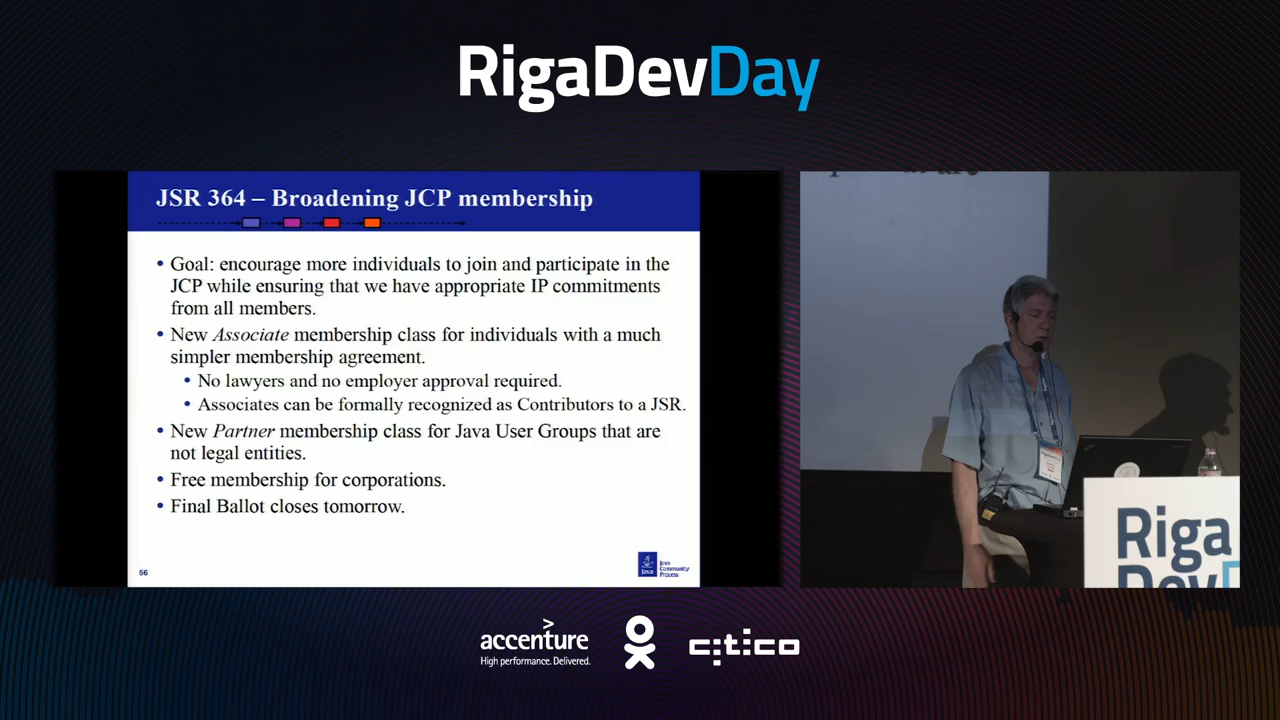 RigaDevDay
JSR 364 – Broadening JCP membership
• Goal: encourage more individuals to join and participate in the
JCP while ensuring that we have appropriate IP commitments
from all members.
• New Associate membership class for individuals with a much
simpler membership agreement.
• No lawyers and no employer approval required.
• Associates can be formally recognized as Contributors to a JSR.
• New Partner membership class for Java User Groups that are
not legal entities.
• Free membership for corporations.
• Final Ballot closes tomorrow.
56
Java
Java
Community
Process
Riga
DevD
accenture
High performance. Delivered.
citico